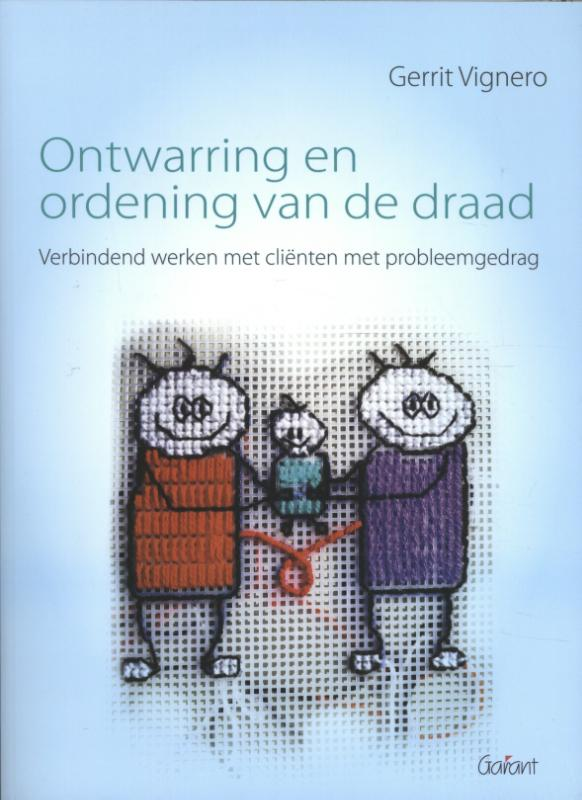 Gerrit Vignero
Ontwarring en
ordening van de draad
Verbindend werken met cliënten met probleemgedrag
Garant